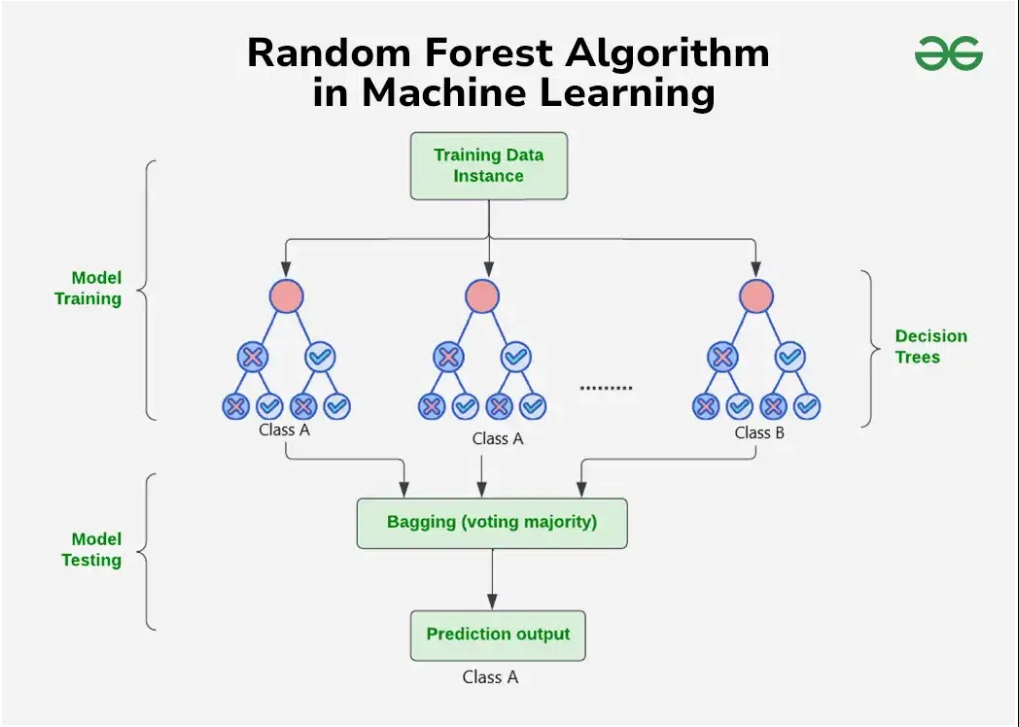 Random Forest Algorithm
in Machine Learning
Training Data
Instance
Model
Training
Decision
Trees
.........
Class A
Class A
Class B
Bagging (voting majority)
Model
Testing
Prediction output
Class A